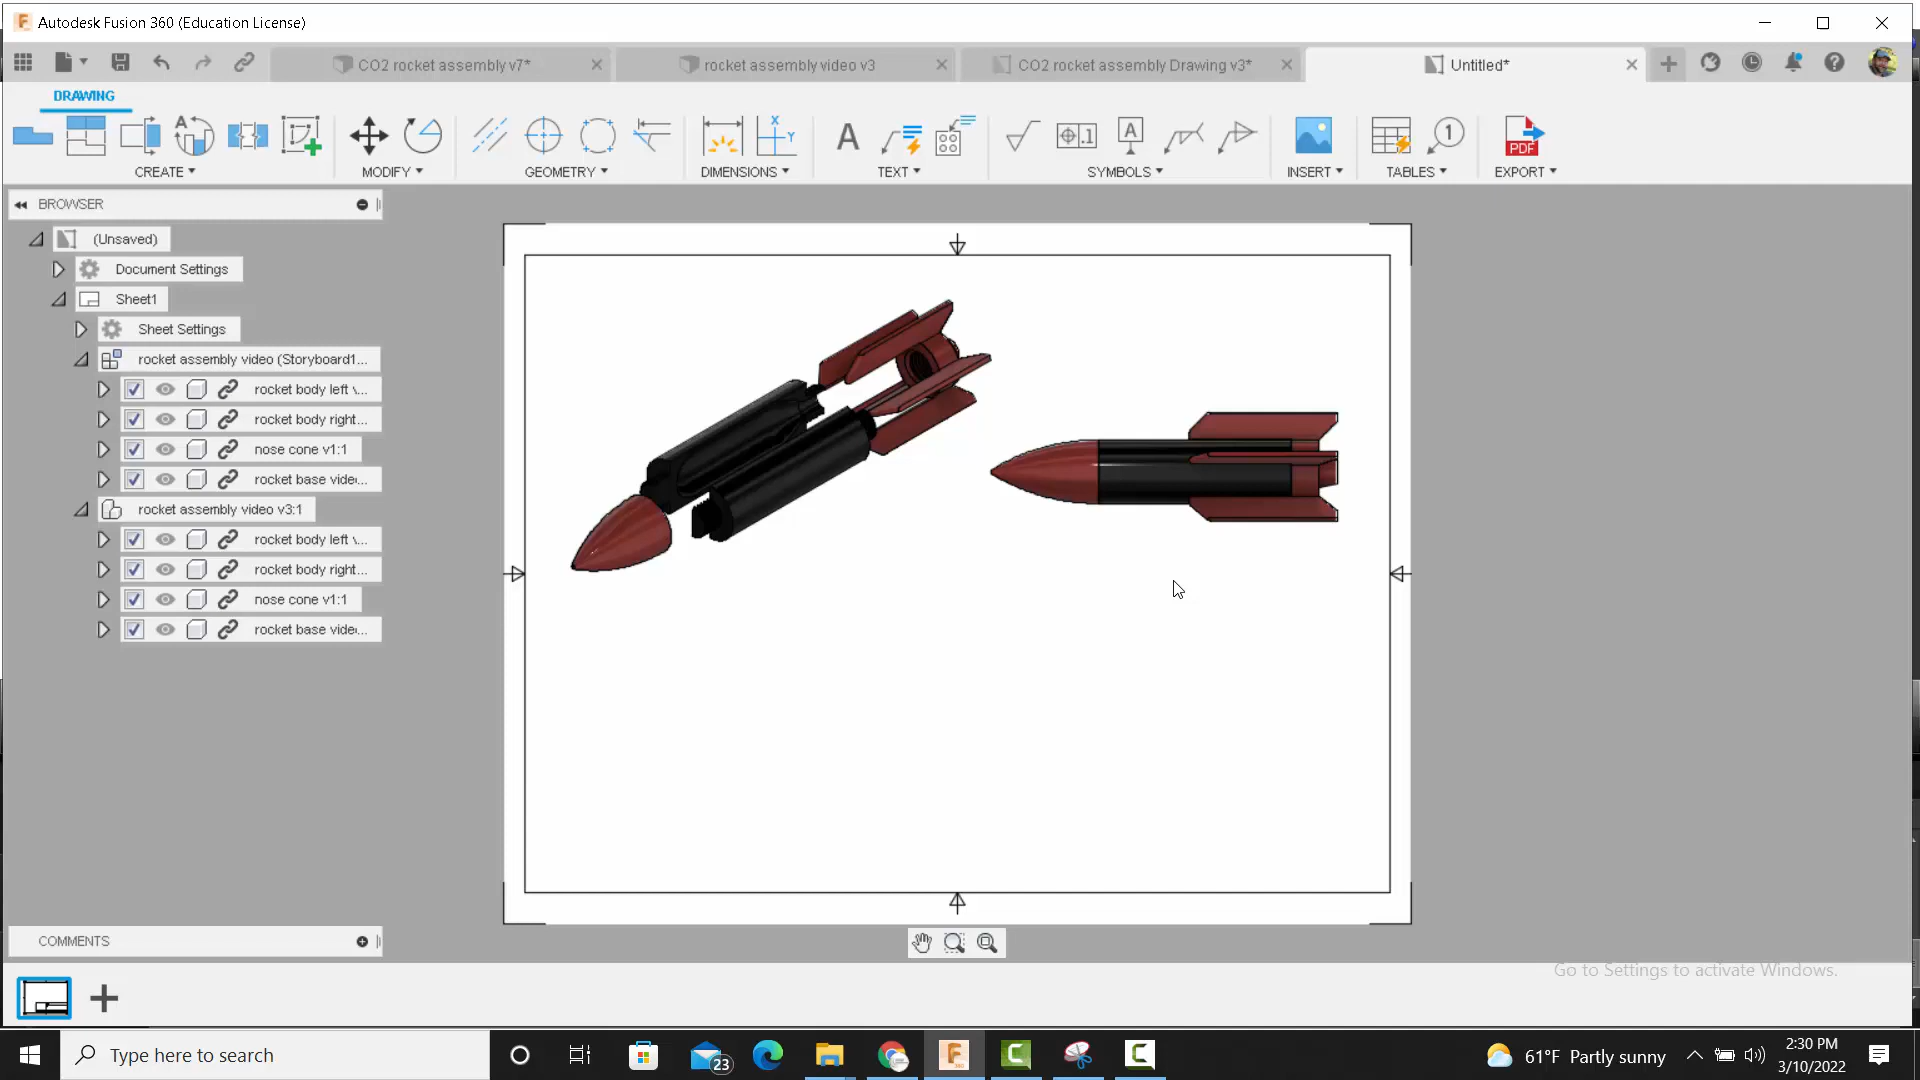 Autodesk Fusion 360 (Education License)
CO2 rocket assembly v7*
rocket assembly video v3
CO2 rocket assembly Drawing v3*
Untitled*
DRAWING
CREATE
MODIFY
GEOMETRY
DIMENSIONS
TEXT
SYMBOLS
INSERT
TABLES
EXPORT
BROWSER
(Unsaved)
Document Settings
Sheet1
Sheet Settings
rocket assembly video (Storyboard1...
rocket body left v...
rocket body right...
nose cone v1:1
rocket base vide...
rocket assembly video v3:1
rocket body left v...
rocket body right...
nose cone v1:1
rocket base vide...
COMMENTS
Go to Settings to activate Windows.
Type here to search
23
61°F Partly sunny
2:30 PM
3/10/2022